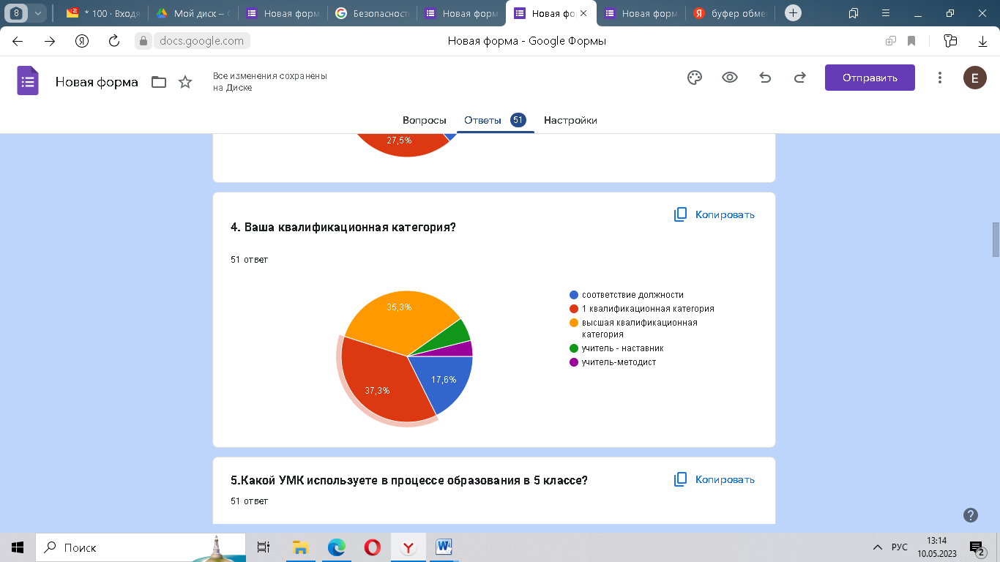 8
* 100 · Входя
Мой диск –
Новая форм
Безопасност
Новая форм
Новая фо
Новая форм
Я
буфер обме
Я
docs.google.com
Новая форма - Google Формы
Новая форма
Все изменения сохранены
на Диске
Отправить
Е
Вопросы
Ответы 51
Настройки
27,5%
Копировать
4. Ваша квалификационная категория?
51 ответ
35,3%
37,3%
17,6%
соответствие должности
1 квалификационная категория
высшая квалификационная
категория
учитель - наставник
учитель-методист
5.Какой УМК используете в процессе образования в 5 классе?
Копировать
51 ответ
Поиск
РУС
13:14
10.05.2023
2